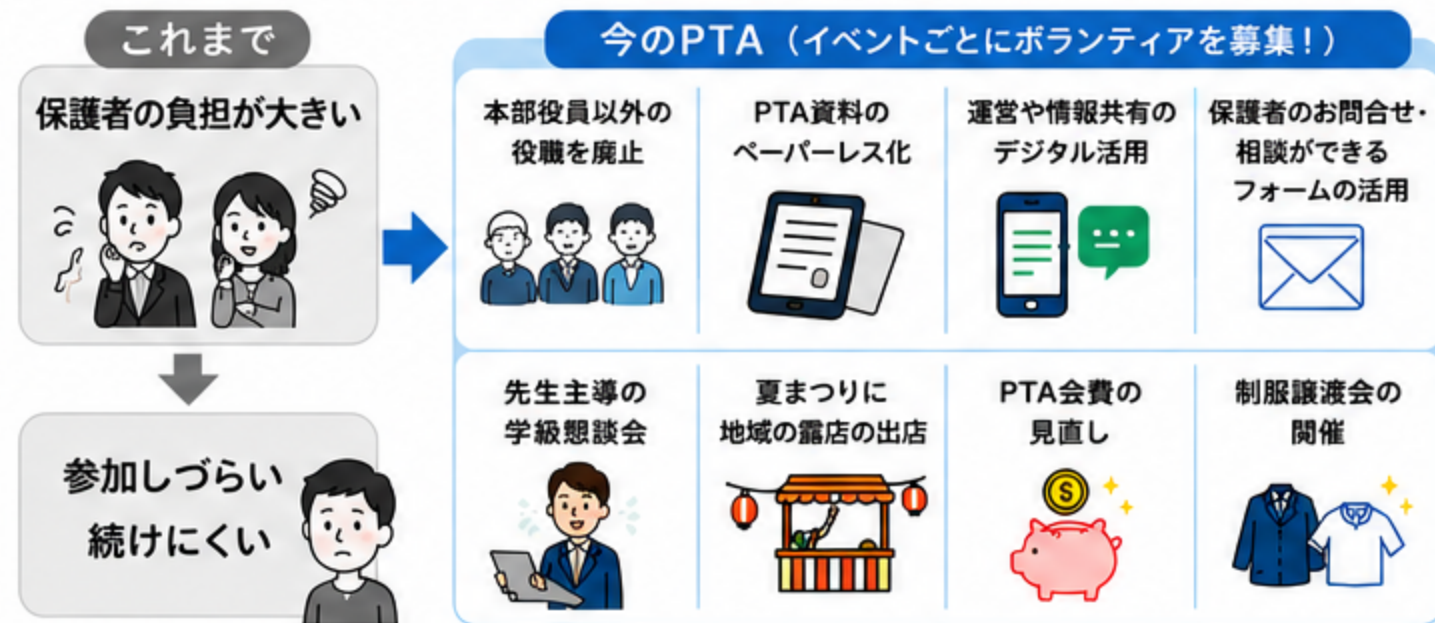 これまで
保護者の負担が大きい
参加しづらい
続けにくい
今のPTA（イベントごとにボランティアを募集！）
本部役員以外の
役職を廃止
PTA資料の
ペーパーレス化
運営や情報共有の
デジタル活用
保護者のお問合せ・
相談ができる
フォームの活用
先生主導の
学級懇談会
夏まつりに
地域の露店の出店
PTA会費の
見直し
$
制服譲渡会の
開催